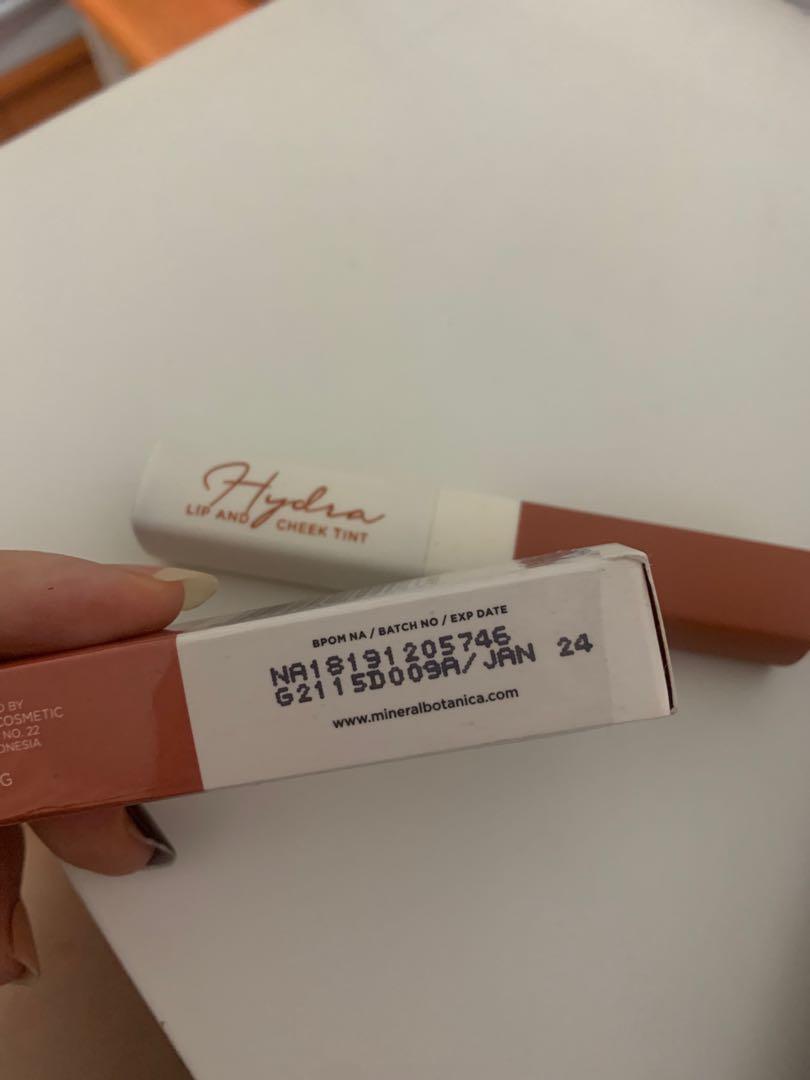 Hydra
LIP AND CHEEK TINT
BPOM NA / BATCH NO / EXP DATE
NA18191205746
G2115D009A/JAN 24
www.mineralbotanica.com
D BY
COSMETIC
NO. 22
ONESIA
G